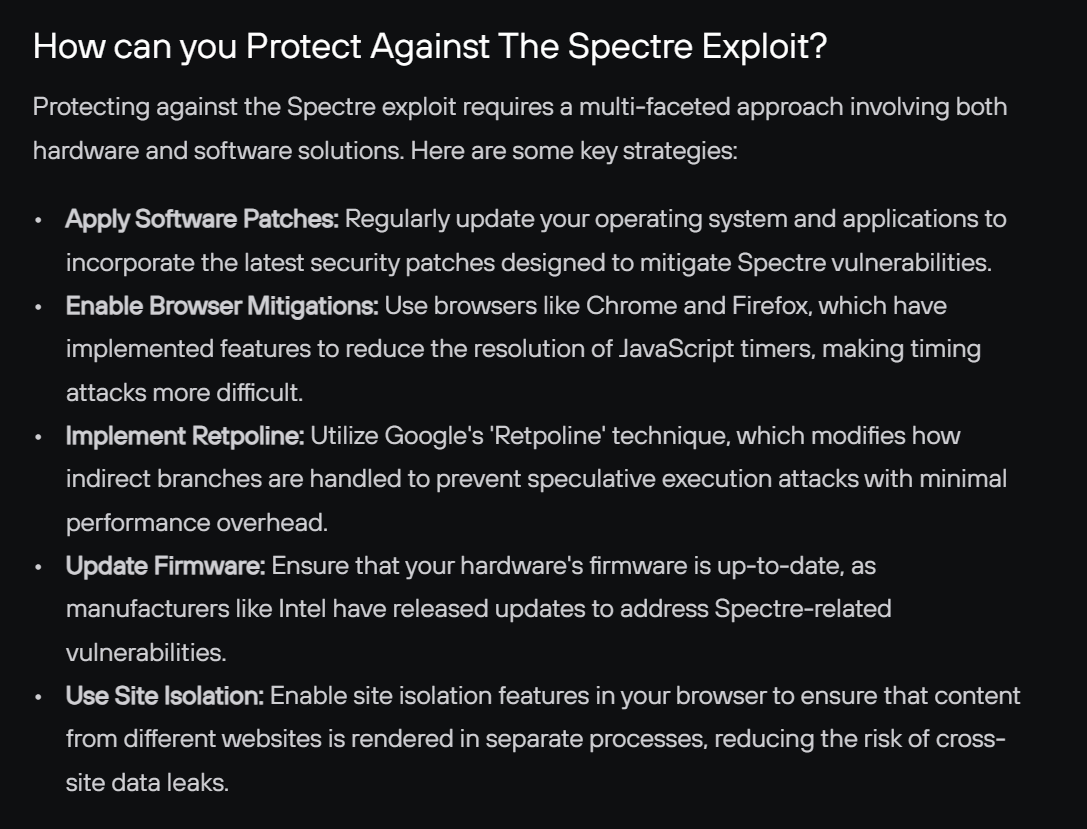 How can you Protect Against The Spectre Exploit?
Protecting against the Spectre exploit requires a multi-faceted approach involving both
hardware and software solutions. Here are some key strategies:
• Apply Software Patches: Regularly update your operating system and applications to
incorporate the latest security patches designed to mitigate Spectre vulnerabilities.
• Enable Browser Mitigations: Use browsers like Chrome and Firefox, which have
implemented features to reduce the resolution of JavaScript timers, making timing
attacks more difficult.
• Implement Retpoline: Utilize Google's 'Retpoline' technique, which modifies how
indirect branches are handled to prevent speculative execution attacks with minimal
performance overhead.
• Update Firmware: Ensure that your hardware's firmware is up-to-date, as
manufacturers like Intel have released updates to address Spectre-related
vulnerabilities.
• Use Site Isolation: Enable site isolation features in your browser to ensure that content
from different websites is rendered in separate processes, reducing the risk of cross-
site data leaks.